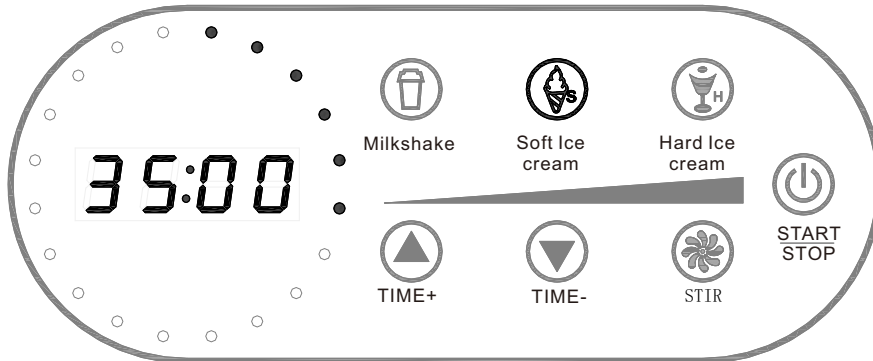 35:00
Milkshake
Soft Ice
cream
S
Hard Ice
cream
H
TIME+
TIME-
STIR
START
STOP